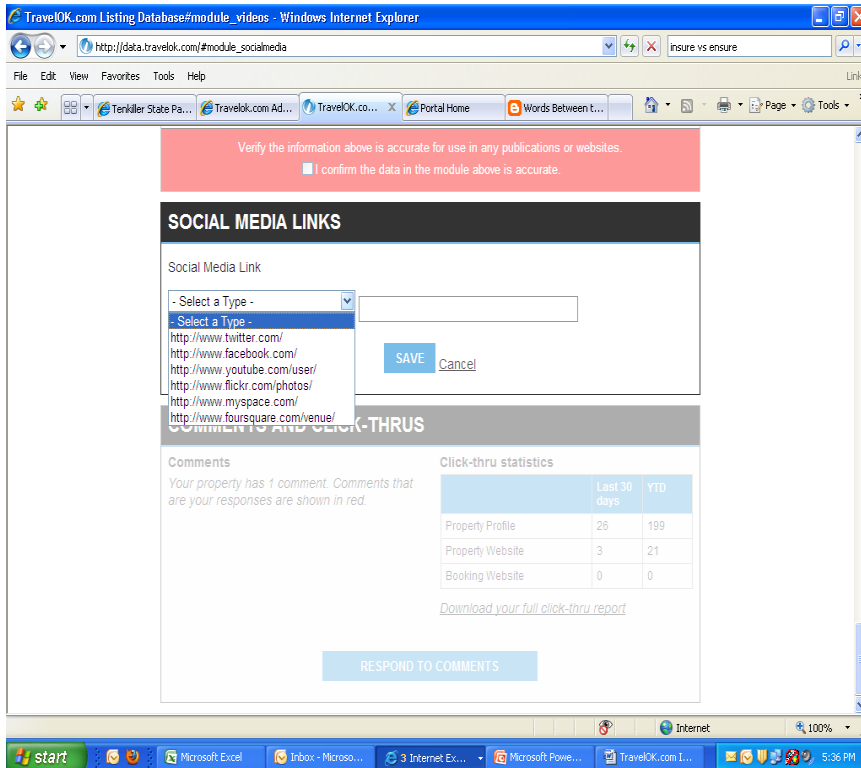 TravelOK.com Listing Database#module_videos - Windows Internet Explorer
http://data.travelok.com/#module_socialmedia
insure vs ensure
File Edit View Favorites Tools Help
Link
Tenkiller State Pa... Travelok.com Ad... TravelOK.co... X Portal Home Words Between t... Page Tools
Verify the information above is accurate for use in any publications or websites.
I confirm the data in the module above is accurate.
SOCIAL MEDIA LINKS
Social Media Link
- Select a Type -
- Select a Type -
http://www.twitter.com/
http://www.facebook.com/
http://www.youtube.com/user/
http://www.flickr.com/photos/
http://www.myspace.com/
http://www.foursquare.com/venue/
SAVE Cancel
COMMENTS AND CLICK-THRUS
Comments
Your property has 1 comment. Comments that
are your responses are shown in red.
Click-thru statistics
Last 30 days YTD
Property Profile 26 199
Property Website 3 21
Booking Website 0 0
Download your full click-thru report
RESPOND TO COMMENTS
Internet 100%
start Microsoft Excel Inbox - Microso... 3 Internet Ex... Microsoft Powe... TravelOK.com I... 5:36 PM